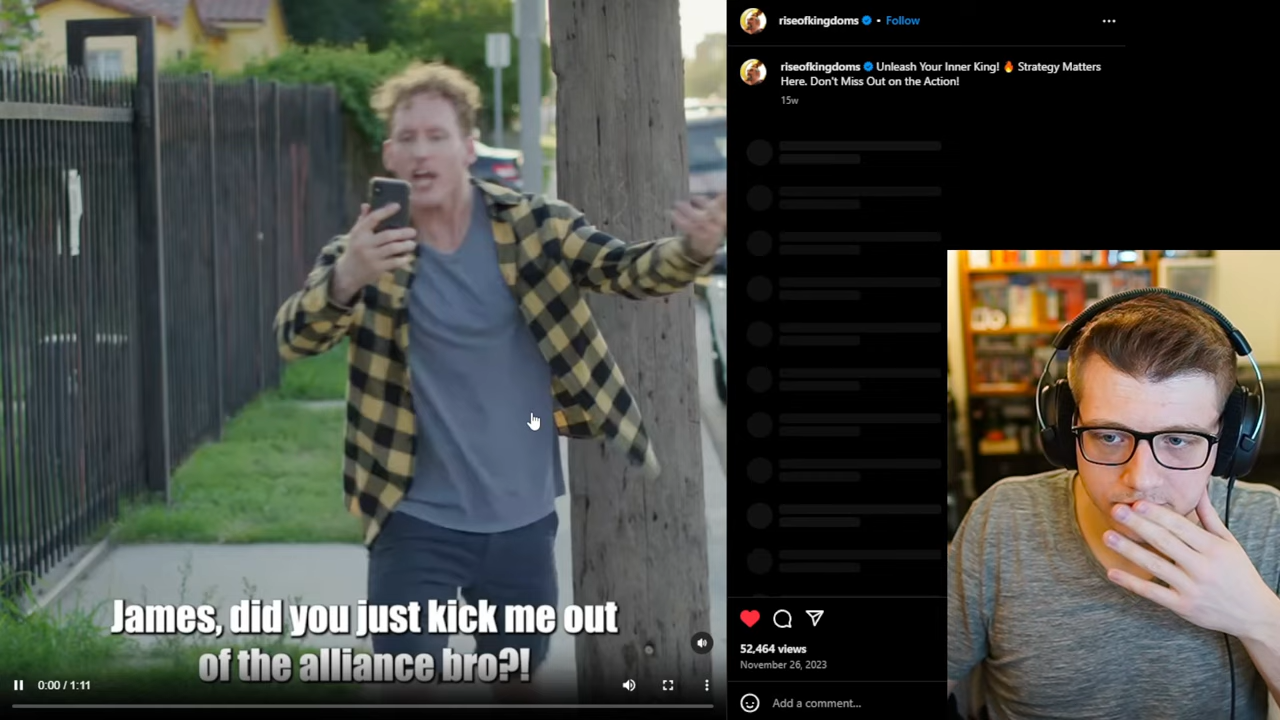 riseofkingdoms • Follow
riseofkingdoms Unleash Your Inner King! 🔥 Strategy Matters
Here. Don't Miss Out on the Action!
15w
James, did you just kick me out
of the alliance bro?!
0:00 / 1:11
52,464 views
November 26, 2023
Add a comment...